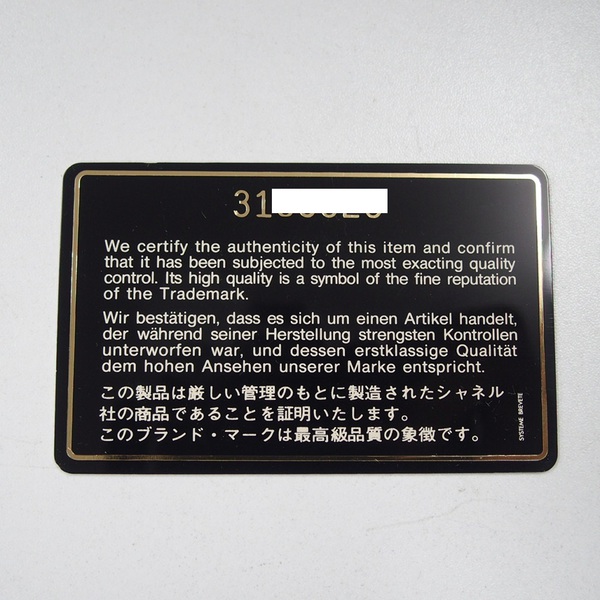 31
We certify the authenticity of this item and confirm
that it has been subjected to the most exacting quality
control. Its high quality is a symbol of the fine reputation
of the Trademark.
Wir bestätigen, dass es sich um einen Artikel handelt,
der während seiner Herstellung strengsten Kontrollen
unterworfen war, und dessen erstklassige Qualität
dem hohen Ansehen unserer Marke entspricht.
この製品は厳しい管理のもとに製造されたシャネル
社の商品であることを証明いたします。
このブランド・マークは最高級品質の象徴です。
SYSTEME BREVETE